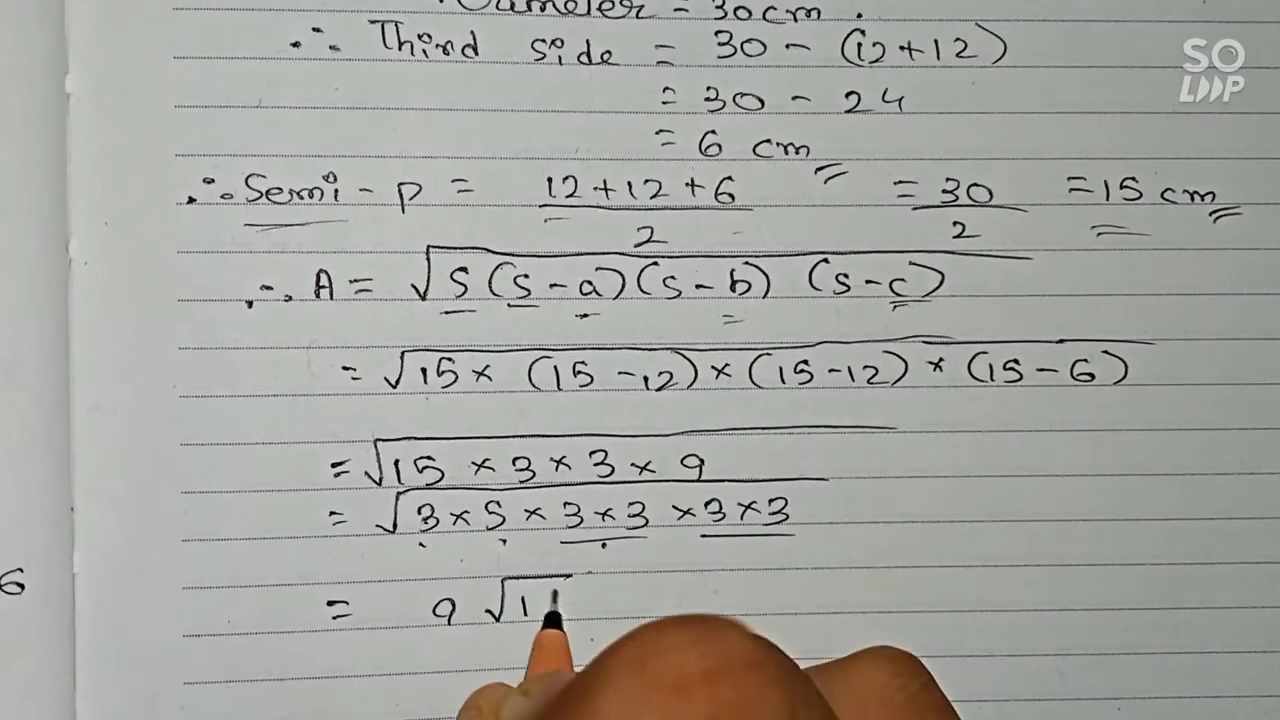 = 30cm.
SO
LOOP
∴ Third side = 30 - (12+12)
= 30 - 24
= 6 cm
∴ Semi - p = 12+12+6 / 2 = 30 / 2 = 15 cm
∴ A = √s(s-a)(s-b)(s-c)
= √15 × (15-12) × (15-12) × (15-6)
= √15 × 3 × 3 × 9
= √3 × 5 × 3 × 3 × 3 × 3
6
= 9 √1